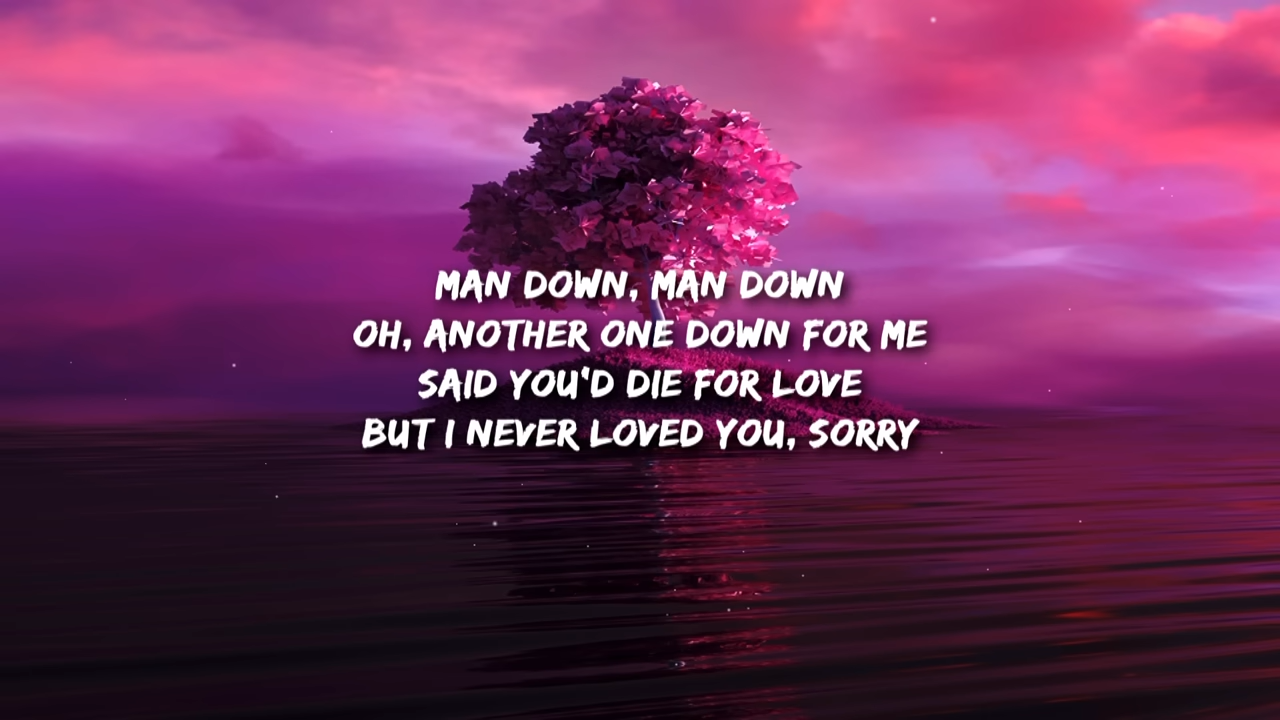 MAN DOWN, MAN DOWN
OH, ANOTHER ONE DOWN FOR ME
SAID YOU'D DIE FOR LOVE
BUT I NEVER LOVED YOU, SORRY